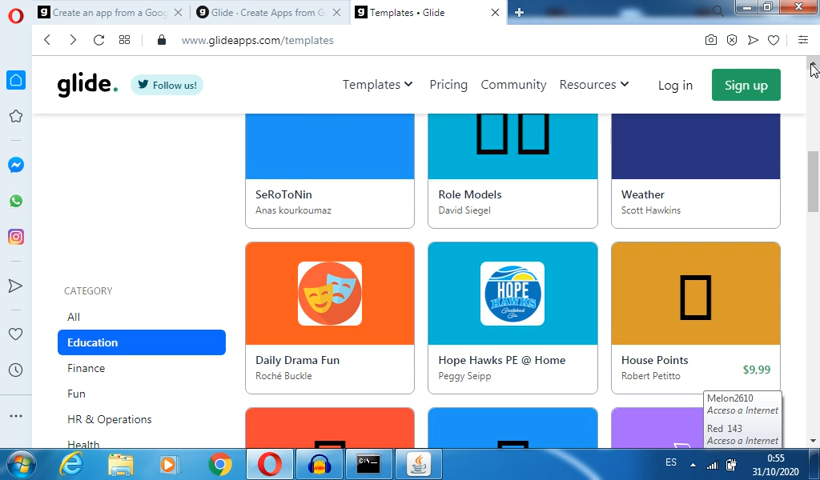 Create an app from a Goog
Glide · Create Apps from G
Templates • Glide
www.glideapps.com/templates
glide.
Follow us!
Templates
Pricing
Community
Resources
Log in
Sign up
SeRoToNin
Anas kourkoumaz
Role Models
David Siegel
Weather
Scott Hawkins
CATEGORY
All
Education
Finance
Fun
HR & Operations
Health
HOPE
HAWKS
Daily Drama Fun
Roché Buckle
Hope Hawks PE @ Home
Peggy Seipp
House Points
Robert Petitto
$9,99
Melon2610
Acceso a Internet
Red 143
Acceso a Internet
ES
0:55
31/10/2020